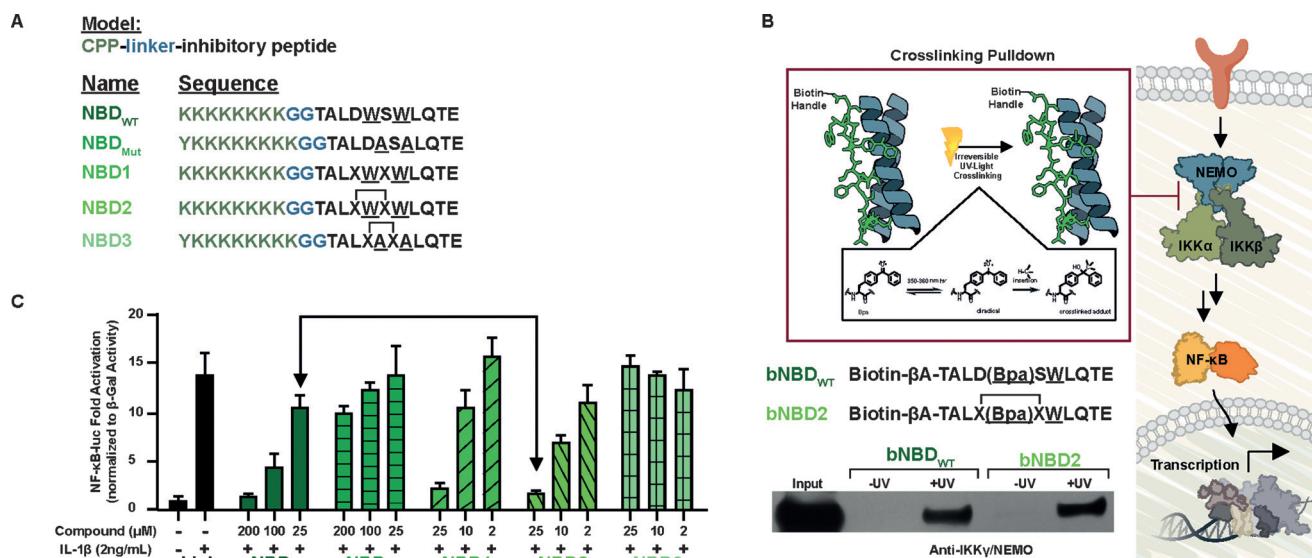 A
Model:
CPP-linker-inhibitory peptide
Name Sequence
NBDWT KKKKKKKKGGTALDWSWLQTE
NBDMut YKKKKKKKKGGTALDASALQTE
NBD1 KKKKKKKKGGTALXWXWLQTE
NBD2 KKKKKKKKGGTALXWXWLQTE
NBD3 YKKKKKKKKGGTALXAXALQTE
B
Crosslinking Pulldown
Biotin
Handle
Irreversible
UV-Light
Crosslinking
Biotin
Handle
Bpa
diradical
insertion
crosslinked adduct
NEMO
IKKα
IKKβ
NF-κB
Transcription
bNBDWT Biotin-βA-TALD(Bpa)SWLQTE
bNBD2 Biotin-βA-TALX(Bpa)XWLQTE
bNBDWT bNBD2
Input -UV +UV -UV +UV
Anti-IKKγ/NEMO
C
NF-κB-luc Fold Activation
(normalized to β-Gal Activity)
20
15
10
5
0
Compound (µM) - - 200 100 25 200 100 25 25 10 2 25 10 2 25 10 2
IL-1β (2ng/mL) - + + + + + + + + + + + + + + + +